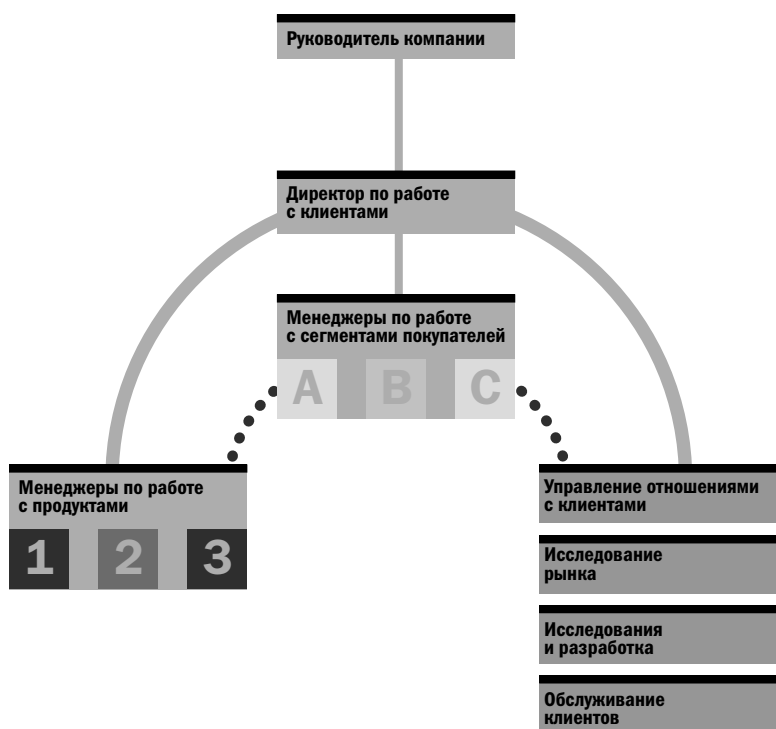 Руководитель компании
Директор по работе
с клиентами
Менеджеры по работе
с сегментами покупателей
A B C
Менеджеры по работе
с продуктами
1 2 3
Управление отношениями
с клиентами
Исследование
рынка
Исследования
и разработка
Обслуживание
клиентов